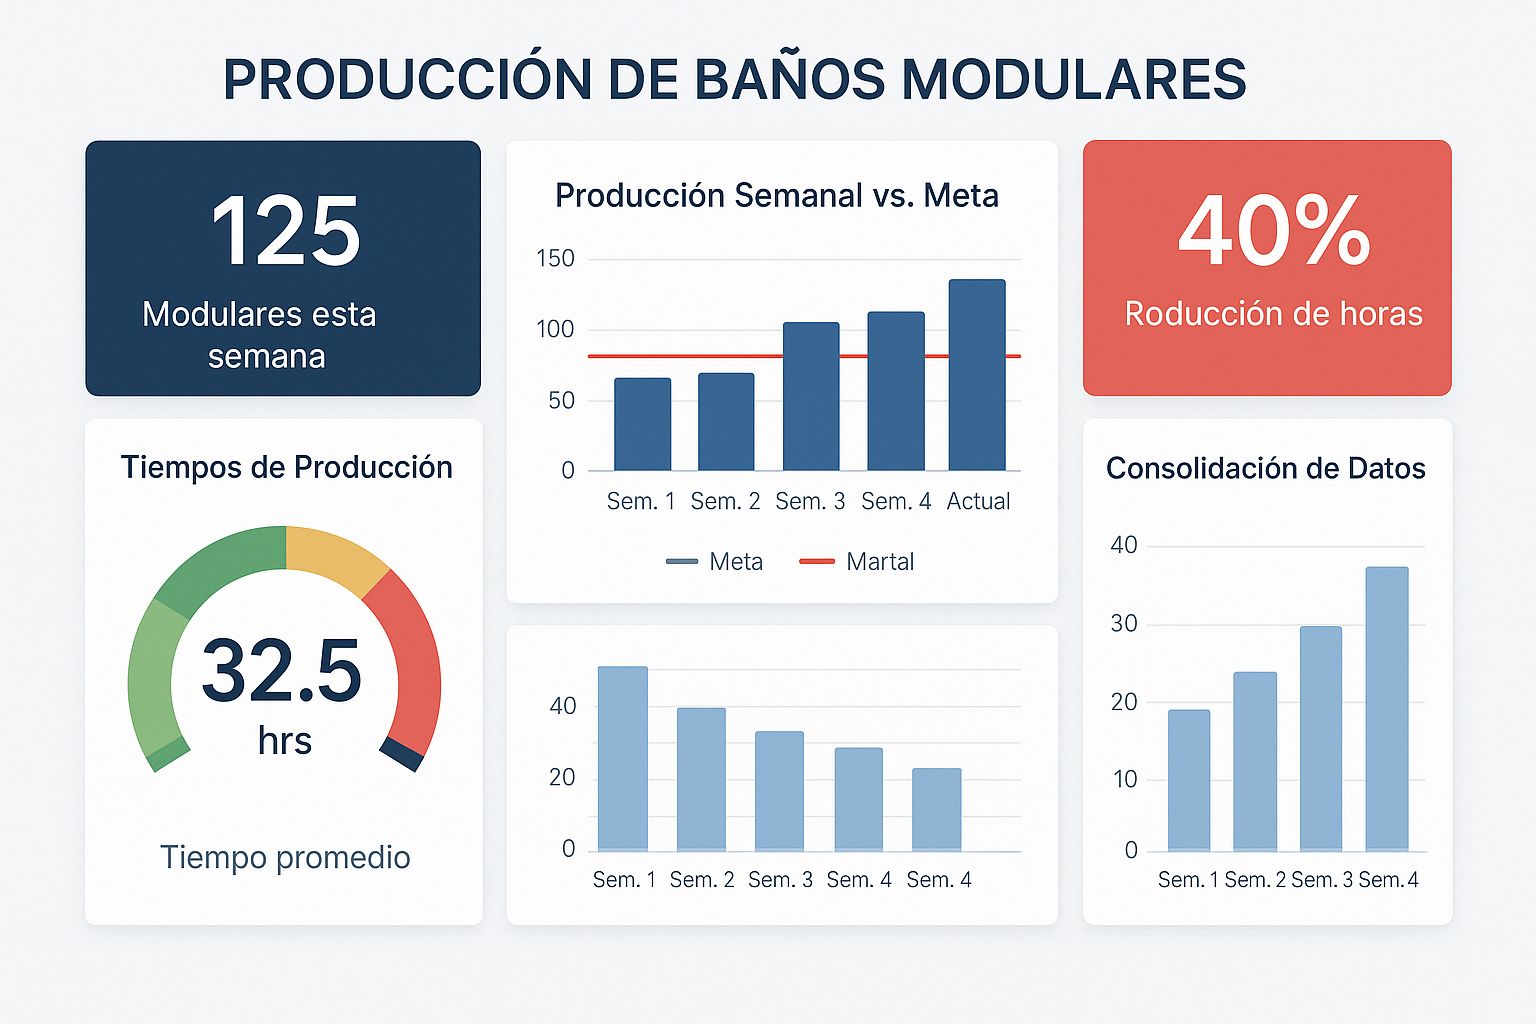 PRODUCCIÓN DE BAÑOS MODULARES
125
Modulares esta
semana
Producción Semanal vs. Meta
150
100
50
0
Sem. 1 Sem. 2 Sem. 3 Sem. 4 Actual
Meta Martal
40%
Roducción de horas
Tiempos de Producción
32.5
hrs
Tiempo promedio
40
20
0
Sem. 1 Sem. 2 Sem. 3 Sem. 4 Sem. 4
Consolidación de Datos
40
30
20
10
0
Sem. 1 Sem. 2 Sem. 3 Sem. 4